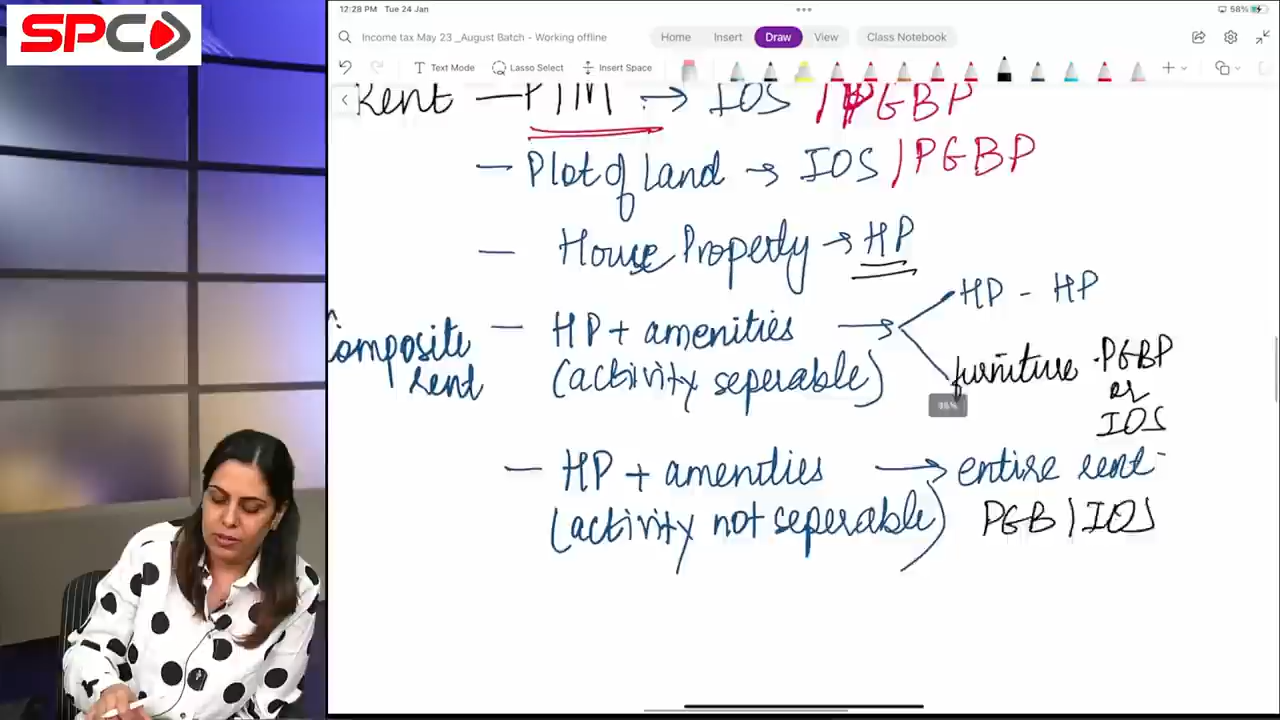 SPC
12:28 PM Tue 24 Jan
58%
Income tax May 23 _August Batch - Working offline
Home Insert Draw View Class Notebook
Text Mode Lasso Select Insert Space
Rent — P/M → IOS / PGBP
— Plot of Land → IOS / PGBP
— House Property → HP
Composite rent — HP + amenities (activity seperable) →
HP - HP
furniture - PGBP or IOS
98%
— HP + amenities (activity not seperable) → entire rent
PGB / IOS